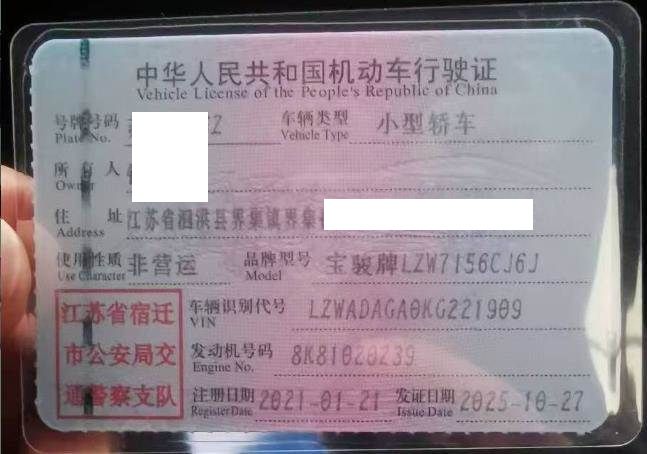 中华人民共和国机动车行驶证
Vehicle License of the People's Republic of China
号牌号码 Z 车辆类型 小型轿车
Plate No. Vehicle Type
所有人
Owner
住址 江苏省泗洪县界集镇界集
Address
使用性质 非营运 品牌型号 宝骏牌LZW7156CJ6J
Use Character Model
江苏省宿迁 车辆识别代号 LZWADAGA0KG221909
VIN
市公安局交 发动机号码 8K81020239
Engine No.
通警察支队 注册日期 2021-01-21 发证日期 2025-10-27
Register Date Issue Date